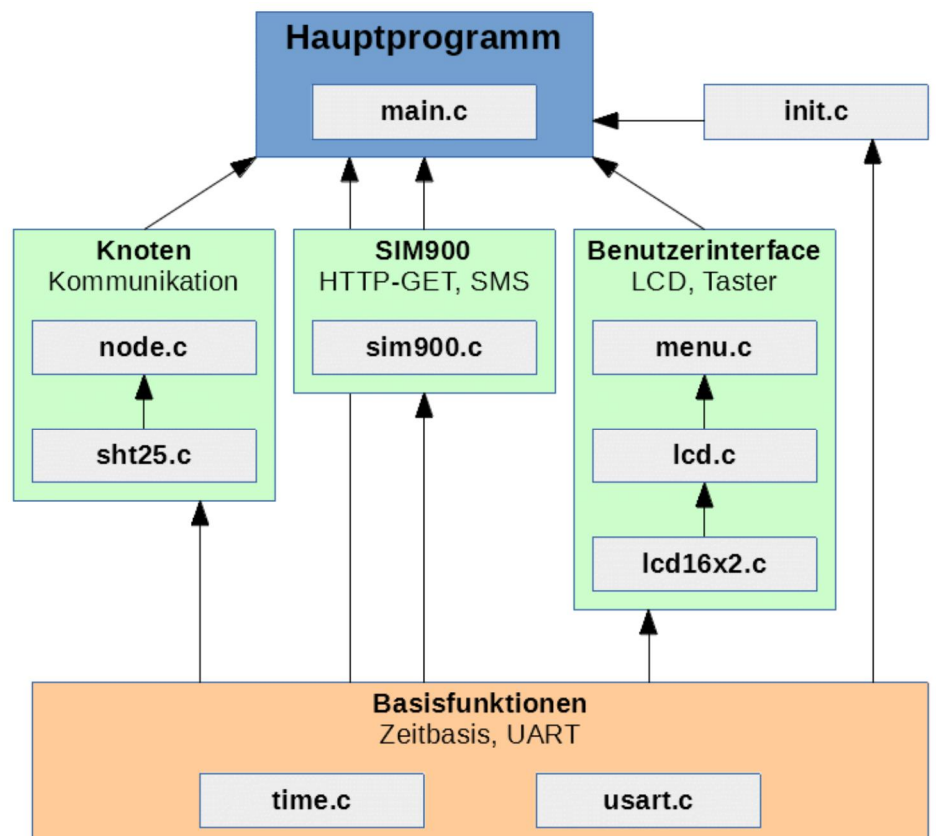 Hauptprogramm
main.c
init.c
Knoten
Kommunikation
node.c
sht25.c
SIM900
HTTP-GET, SMS
sim900.c
Benutzerinterface
LCD, Taster
menu.c
lcd.c
lcd16x2.c
Basisfunktionen
Zeitbasis, UART
time.c
usart.c